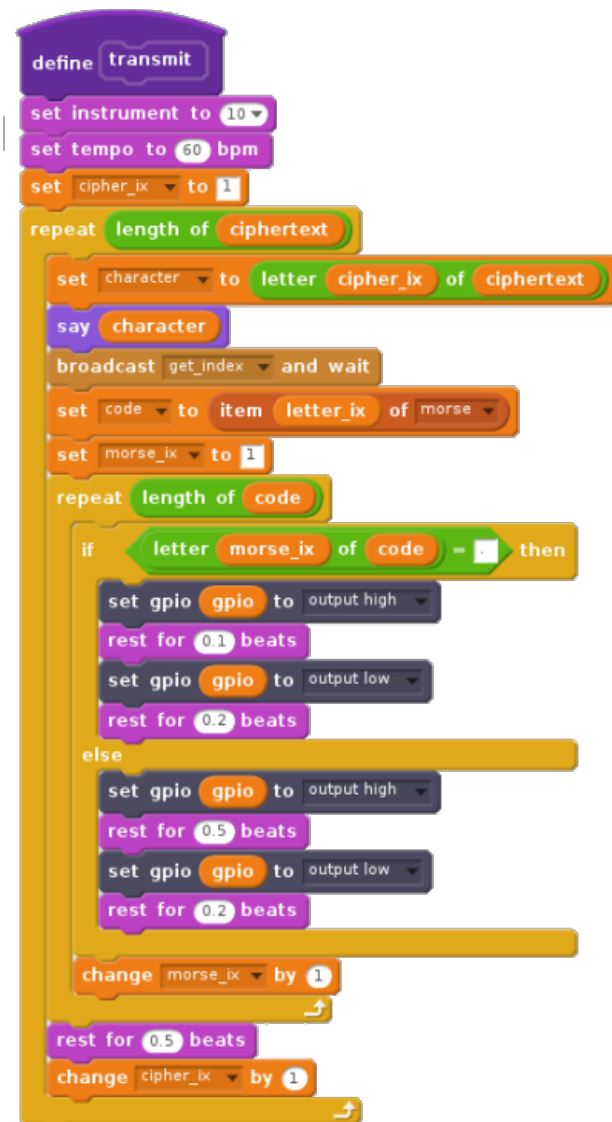 define transmit
set instrument to 10
set tempo to 60 bpm
set cipher_ix to 1
repeat length of ciphertext
set character to letter cipher_ix of ciphertext
say character
broadcast get_index and wait
set code to item letter_ix of morse
set morse_ix to 1
repeat length of code
if letter morse_ix of code = . then
set gpio gpio to output high
rest for 0.1 beats
set gpio gpio to output low
rest for 0.2 beats
else
set gpio gpio to output high
rest for 0.5 beats
set gpio gpio to output low
rest for 0.2 beats
change morse_ix by 1
rest for 0.5 beats
change cipher_ix by 1